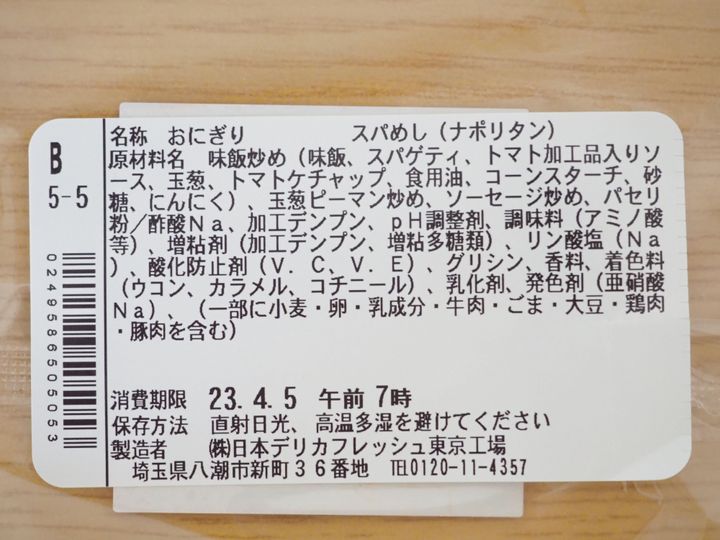 B
5-5
0249586505053
名称　おにぎり　　　　　スパめし（ナポリタン）
原材料名　味飯炒め（味飯、スパゲティ、トマト加工品入りソ
ース、玉葱、トマトケチャップ、食用油、コーンスターチ、砂
糖、にんにく）、玉葱ピーマン炒め、ソーセージ炒め、パセリ
粉／酢酸Ｎａ、加工デンプン、ｐＨ調整剤、調味料（アミノ酸
等）、増粘剤（加工デンプン、増粘多糖類）、リン酸塩（Ｎａ
）、酸化防止剤（Ｖ．Ｃ、Ｖ．Ｅ）、グリシン、香料、着色料
（ウコン、カラメル、コチニール）、乳化剤、発色剤（亜硝酸
Ｎａ）、（一部に小麦・卵・乳成分・牛肉・ごま・大豆・鶏肉
・豚肉を含む）
消費期限　23.4.5　午前 7時
保存方法　直射日光、高温多湿を避けてください
製造者　㈱日本デリカフレッシュ東京工場
埼玉県八潮市新町３６番地　℡0120-11-4357